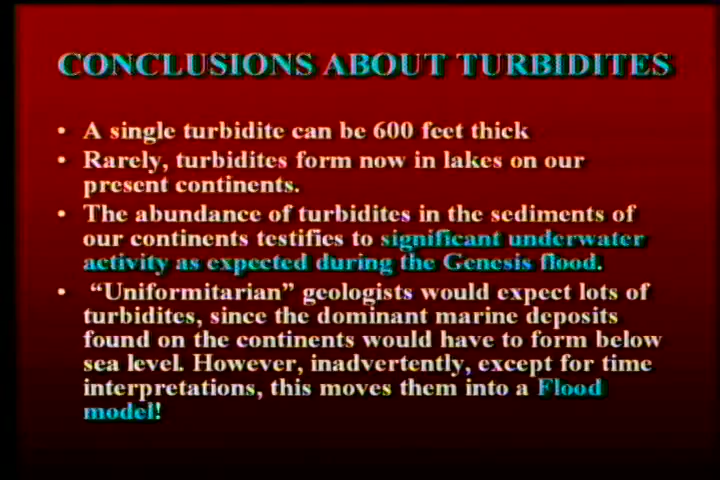 CONCLUSIONS ABOUT TURBIDITES
• A single turbidite can be 600 feet thick
• Rarely, turbidites form now in lakes on our
present continents.
• The abundance of turbidites in the sediments of
our continents testifies to significant underwater
activity as expected during the Genesis flood.
• “Uniformitarian” geologists would expect lots of
turbidites, since the dominant marine deposits
found on the continents would have to form below
sea level. However, inadvertently, except for time
interpretations, this moves them into a Flood
model!